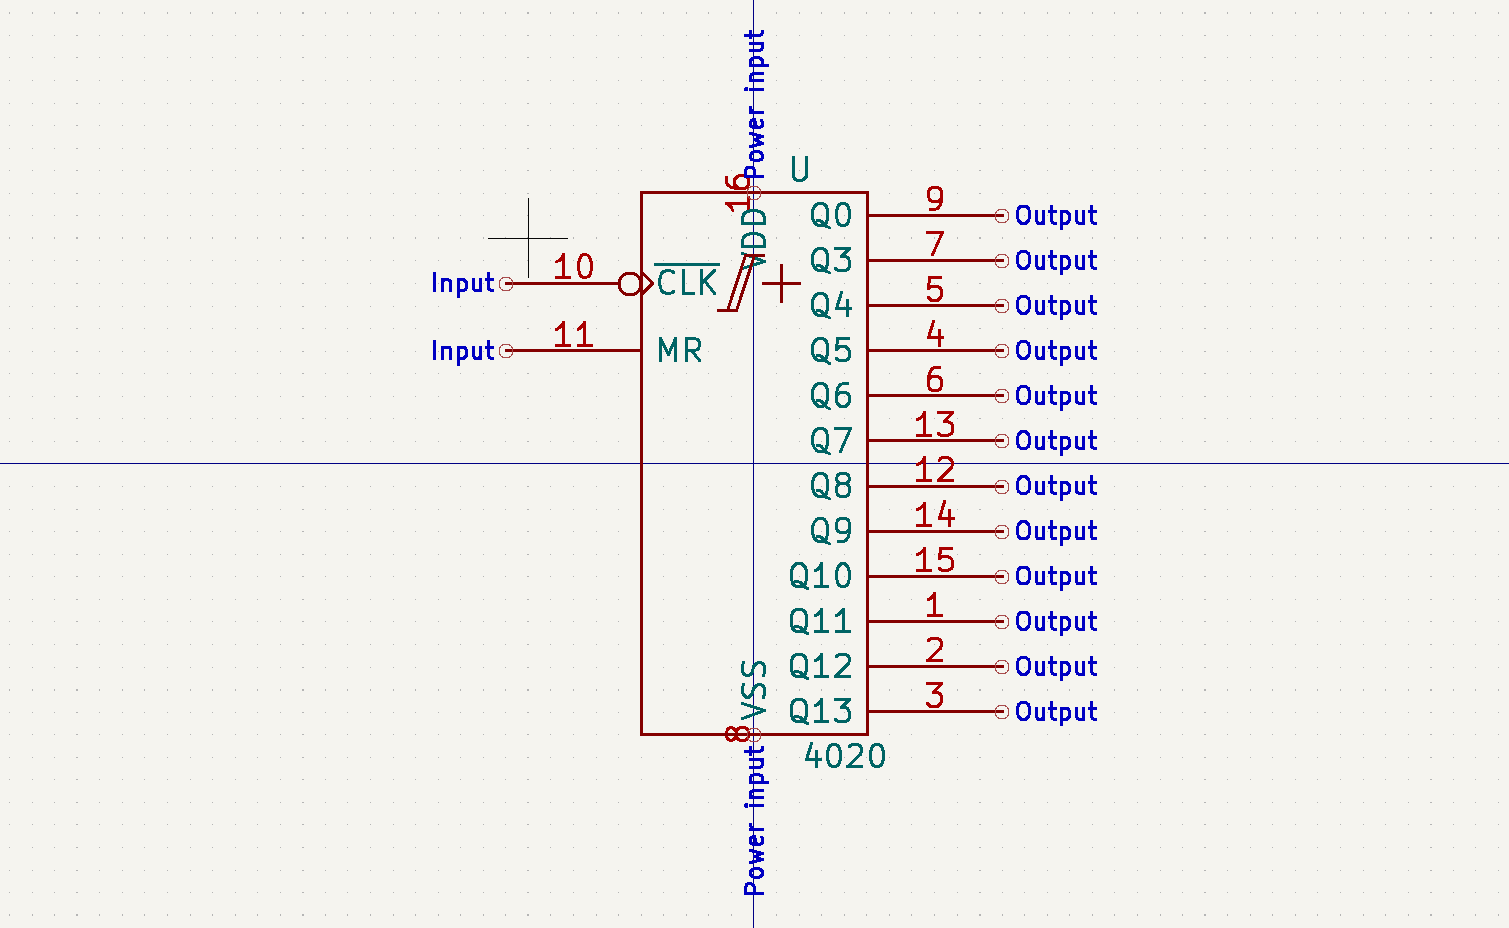 Power input
U
16
VDD
Q0 9 Output
Q3 7 Output
Input 10 CLK
+
Q4 5 Output
Input 11 MR
Q5 4 Output
Q6 6 Output
Q7 13 Output
Q8 12 Output
Q9 14 Output
Q10 15 Output
Q11 1 Output
Q12 2 Output
VSS
Q13 3 Output
8
4020
Power input